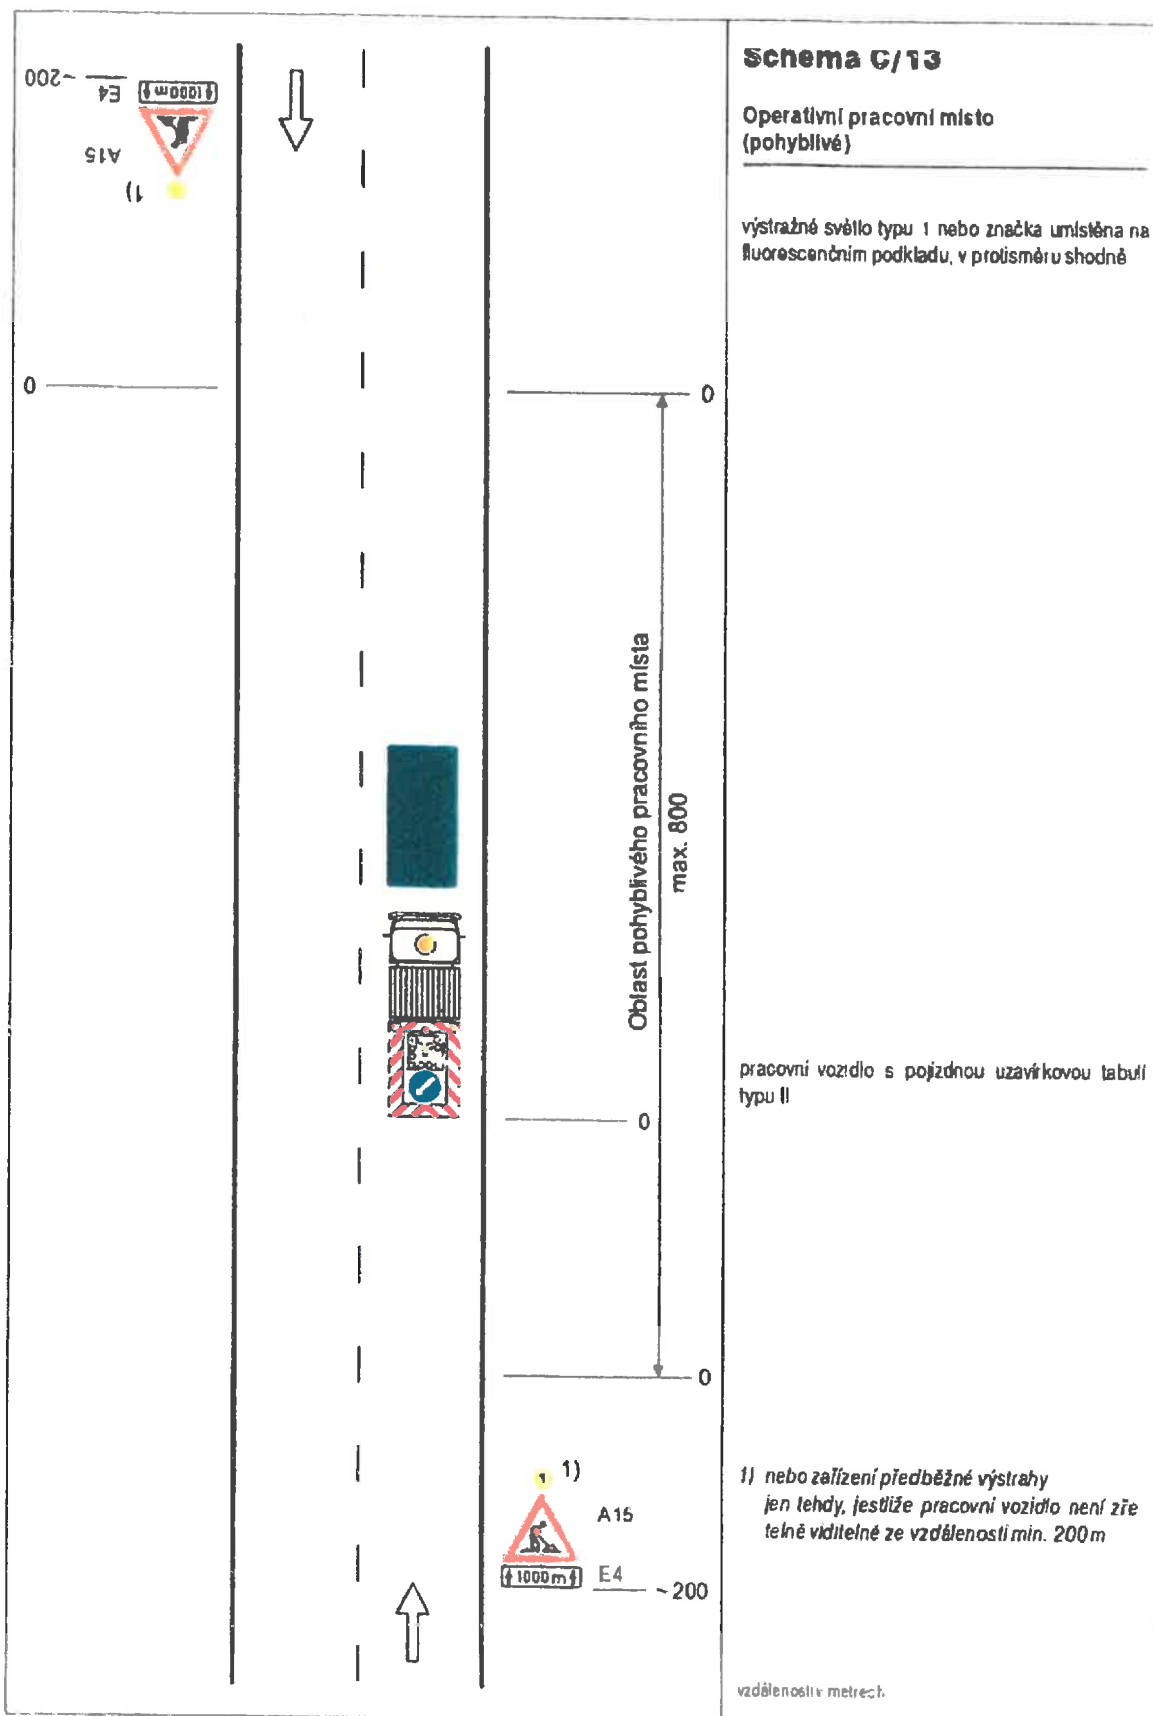 Schema C/13
Operativní pracovní místo
(pohyblivé)
výstražné světlo typu 1 nebo značka umístěna na
fluorescenčním podkladu, v protisměru shodně
~200
E4
1000m
A15
1)
0
0
Oblast pohyblivého pracovního místa
max. 800
pracovní vozidlo s pojízdnou uzavírkovou tabulí
typu II
0
0
1)
A15
1000m
E4
~200
1) nebo zařízení předběžné výstrahy
jen tehdy, jestliže pracovní vozidlo není zře
telně viditelné ze vzdálenosti min. 200m
vzdálenosti v metrech